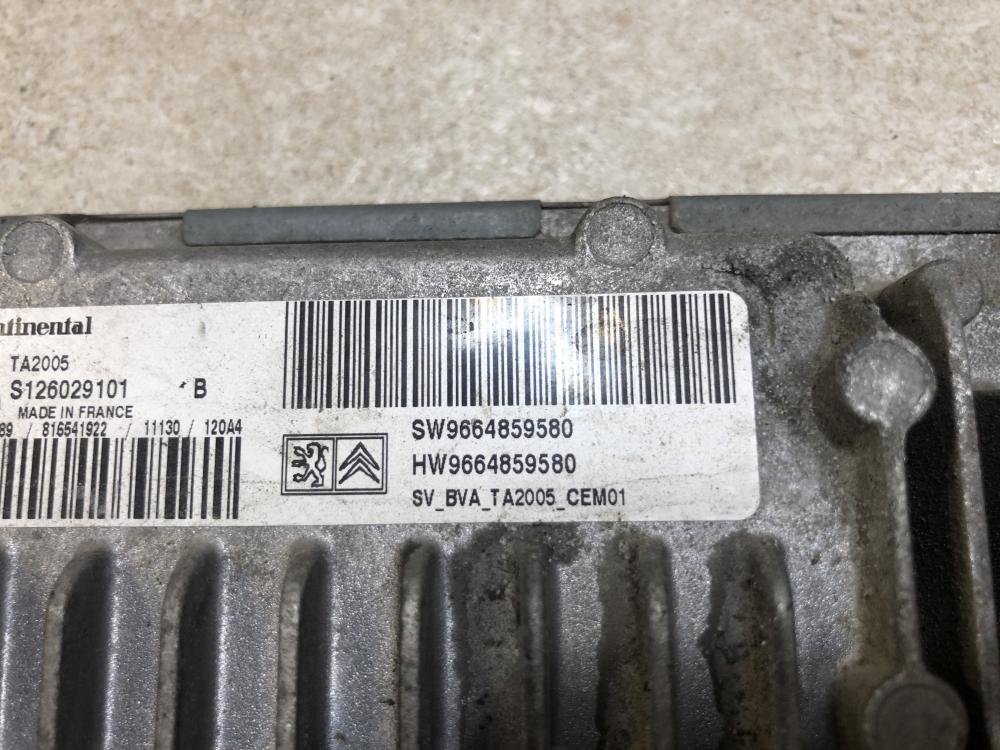 ntinental
TA2005
S126029101 B
MADE IN FRANCE
89 / 816541922 / 11130 / 120A4
SW9664859580
HW9664859580
SV_BVA_TA2005_CEM01